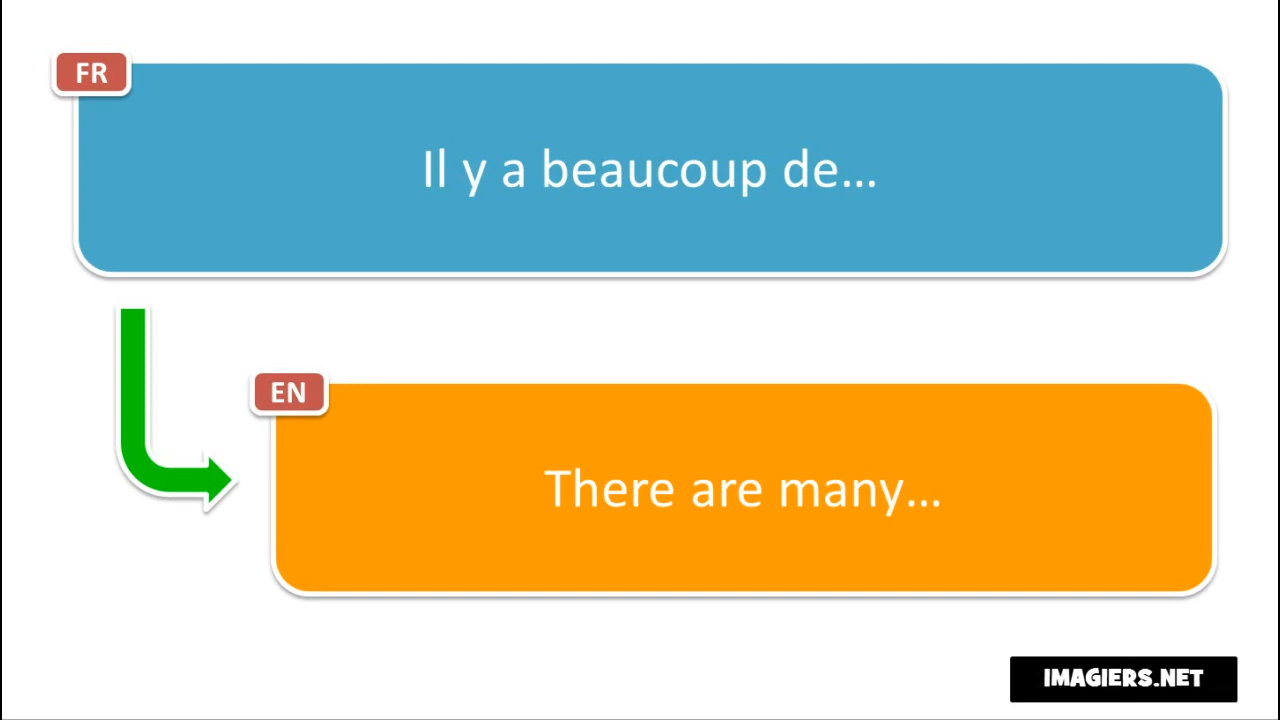 FR
Il y a beaucoup de…
EN
There are many…
IMAGIERS.NET